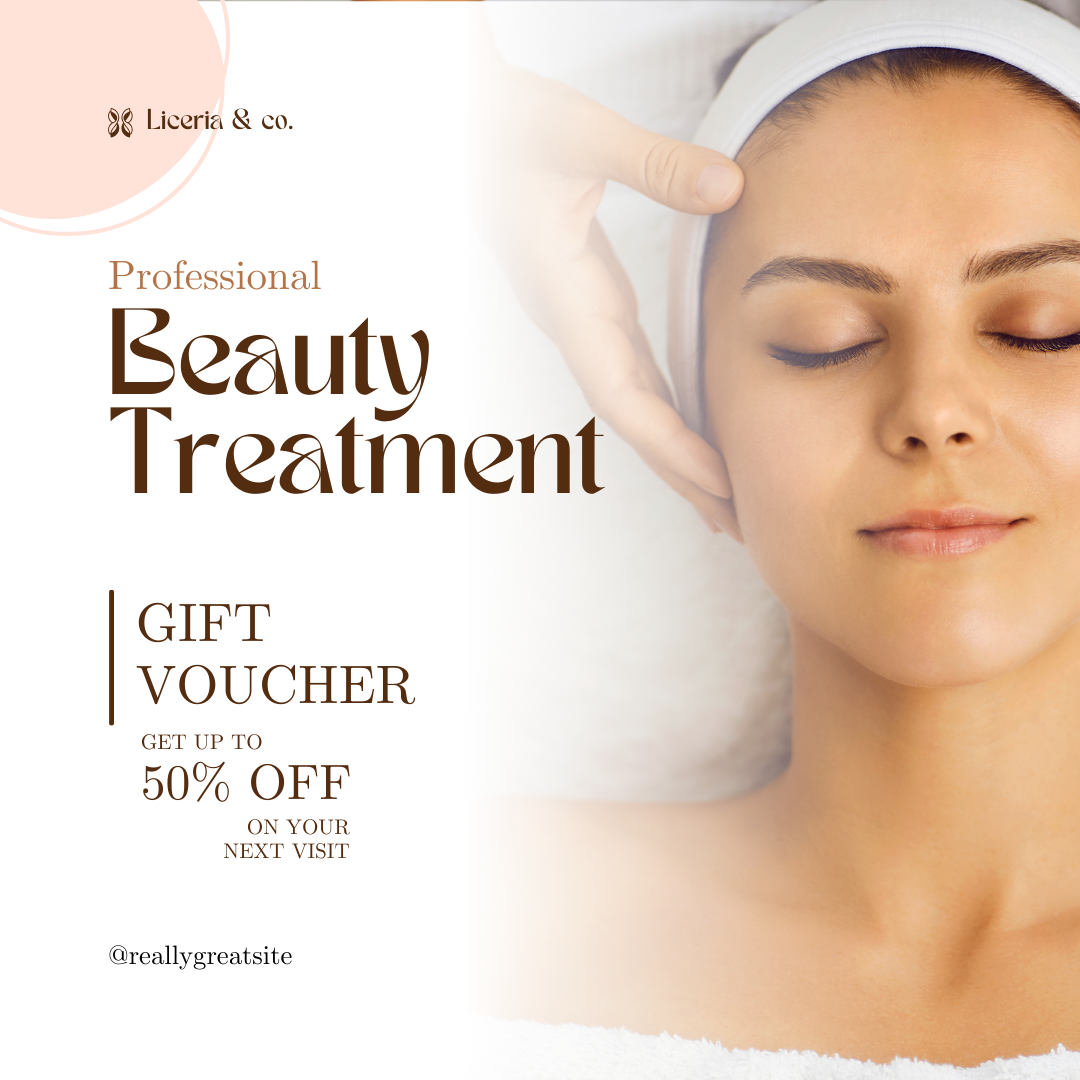 Liceria & co.
Professional
Beauty
Treatment
GIFT
VOUCHER
GET UP TO
50% OFF
ON YOUR
NEXT VISIT
@reallygreatsite